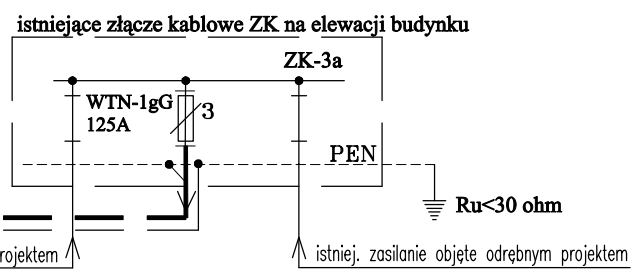 istniejące złącze kablowe ZK na elewacji budynku
ZK-3a
WTN-1gG
125A
3
PEN
Ru<30 ohm
istniej. zasilanie objęte odrębnym projektem